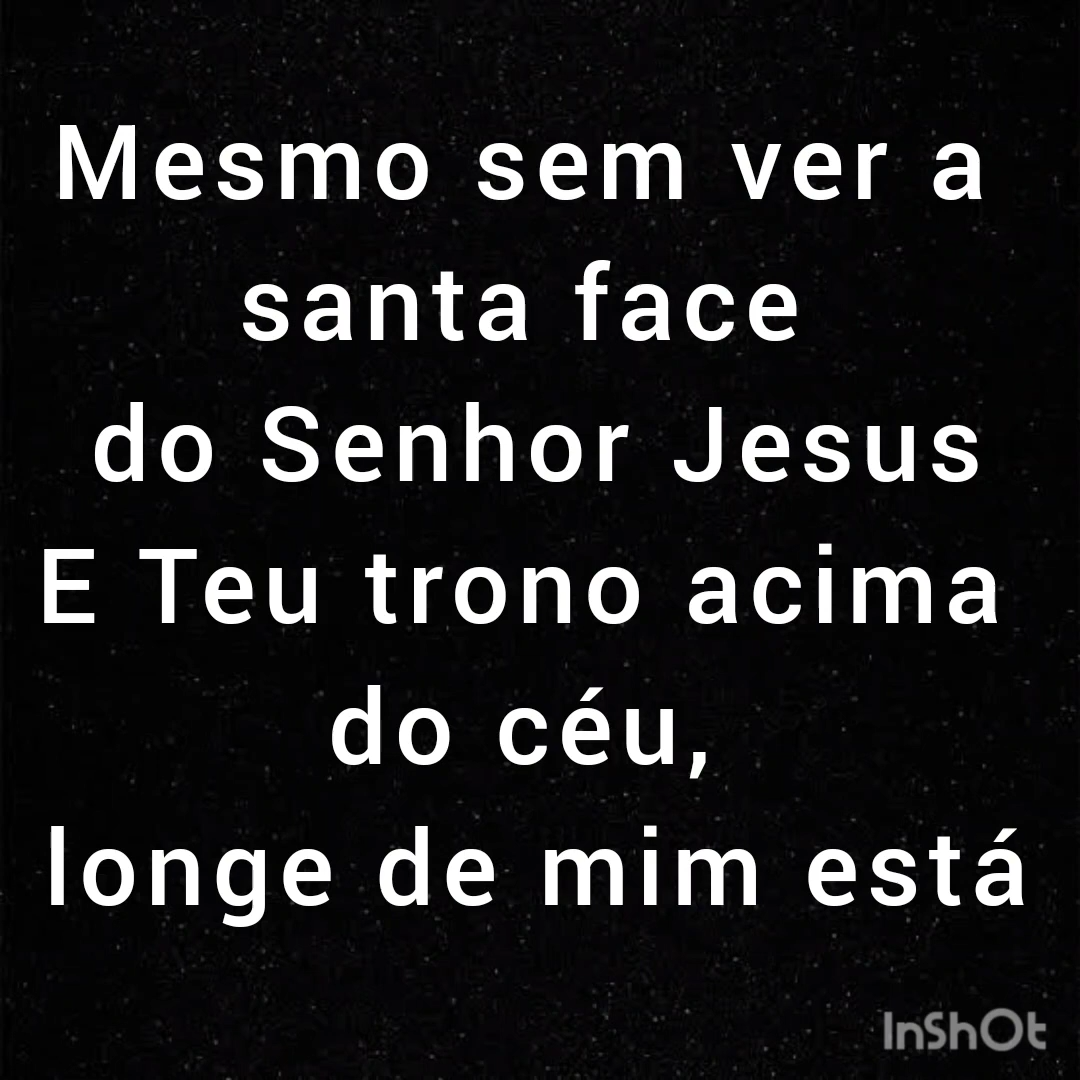 Mesmo sem ver a
santa face
do Senhor Jesus
E Teu trono acima
do céu,
longe de mim está
InShOt